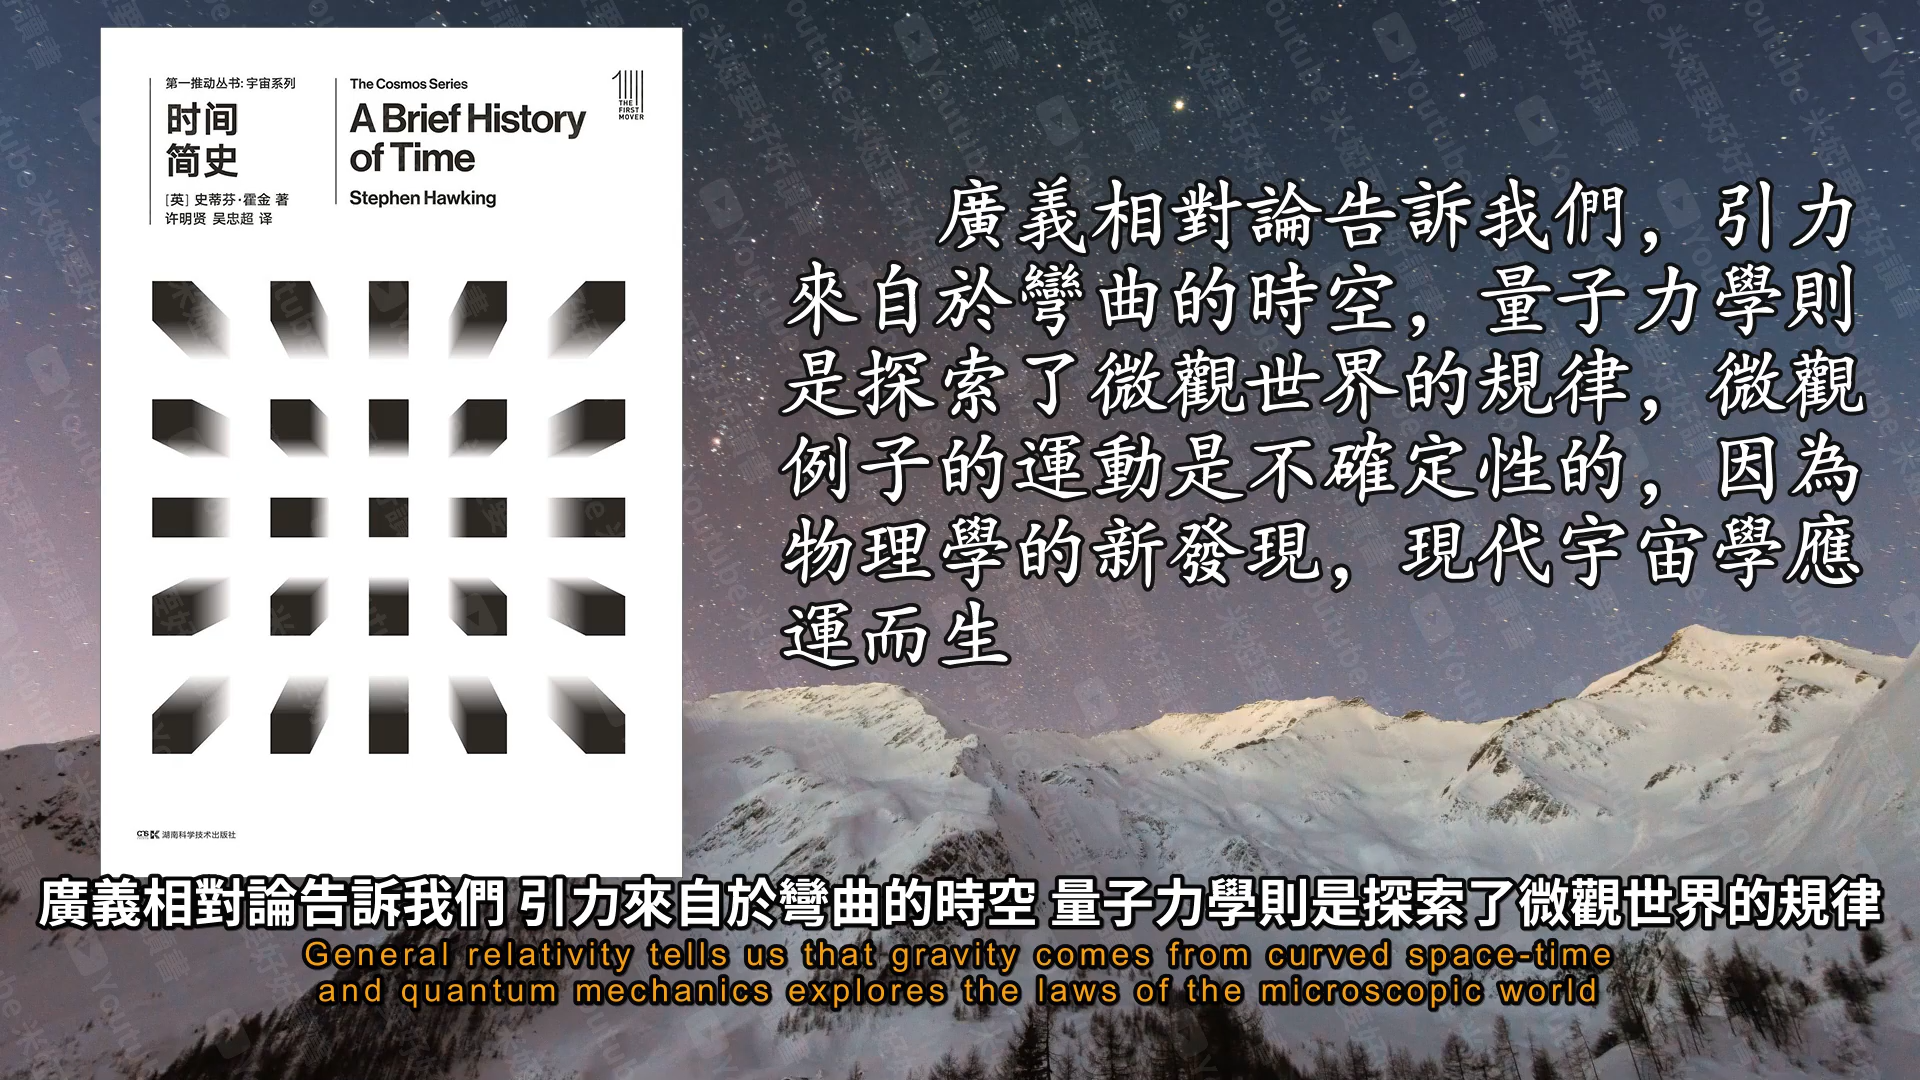 第一推动丛书: 宇宙系列
时间
简史
[英] 史蒂芬·霍金 著
许明贤 吴忠超 译
The Cosmos Series
A Brief History
of Time
Stephen Hawking
THE
FIRST
MOVER
湖南科学技术出版社
廣義相對論告訴我們，引力
來自於彎曲的時空，量子力學則
是探索了微觀世界的規律，微觀
例子的運動是不確定性的，因為
物理學的新發現，現代宇宙學應
運而生
廣義相對論告訴我們 引力來自於彎曲的時空 量子力學則是探索了微觀世界的規律
General relativity tells us that gravity comes from curved space-time
and quantum mechanics explores the laws of the microscopic world
Youtube 米婭要好好讀書